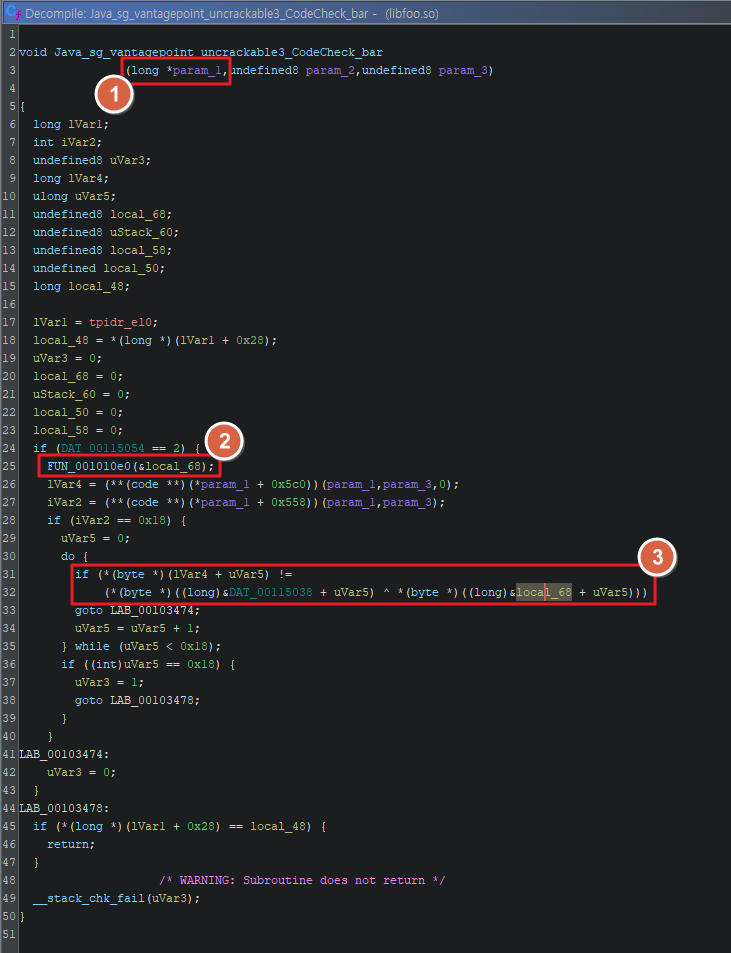 Decompile: Java_sg_vantagepoint_uncrackable3_CodeCheck_bar - (libfoo.so)
1
2 void Java_sg_vantagepoint_uncrackable3_CodeCheck_bar
3 (long *param_1,undefined8 param_2,undefined8 param_3)
1
4
5 {
6 long lVar1;
7 int iVar2;
8 undefined8 uVar3;
9 long lVar4;
10 ulong uVar5;
11 undefined8 local_68;
12 undefined8 uStack_60;
13 undefined8 local_58;
14 undefined local_50;
15 long local_48;
16
17 lVar1 = tpidr_el0;
18 local_48 = *(long *)(lVar1 + 0x28);
19 uVar3 = 0;
20 local_68 = 0;
21 uStack_60 = 0;
22 local_50 = 0;
23 local_58 = 0;
24 if (DAT_00115054 == 2) {
2
25 FUN_001010e0(&local_68);
26 lVar4 = (**(code **)(*param_1 + 0x5c0))(param_1,param_3,0);
27 iVar2 = (**(code **)(*param_1 + 0x558))(param_1,param_3);
28 if (iVar2 == 0x18) {
29 uVar5 = 0;
30 do {
3
31 if (*(byte *)(lVar4 + uVar5) !=
32 (*(byte *)((long)&DAT_00115038 + uVar5) ^ *(byte *)((long)&local_68 + uVar5)))
33 goto LAB_00103474;
34 uVar5 = uVar5 + 1;
35 } while (uVar5 < 0x18);
36 if ((int)uVar5 == 0x18) {
37 uVar3 = 1;
38 goto LAB_00103478;
39 }
40 }
41 LAB_00103474:
42 uVar3 = 0;
43 }
44 LAB_00103478:
45 if (*(long *)(lVar1 + 0x28) == local_48) {
46 return;
47 }
48 /* WARNING: Subroutine does not return */
49 __stack_chk_fail(uVar3);
50 }
51